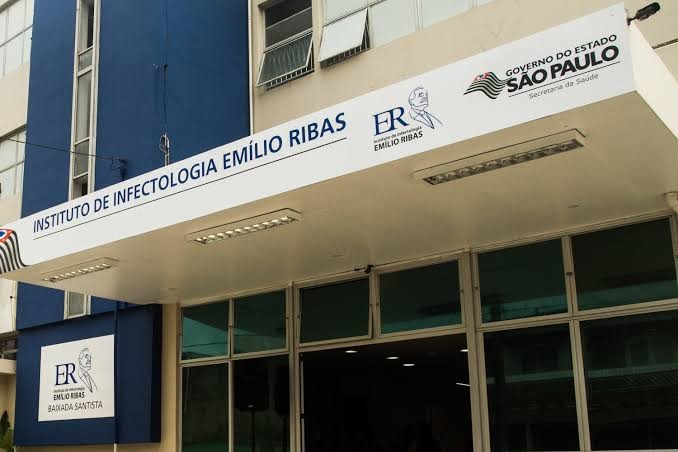 INSTITUTO DE INFECTOLOGIA EMÍLIO RIBAS
ER
Instituto de Infectologia
EMÍLIO RIBAS
GOVERNO DO ESTADO
SÃO PAULO
Secretaria da Saúde
ER
Instituto de Infectologia
EMÍLIO RIBAS
BAIXADA SANTISTA